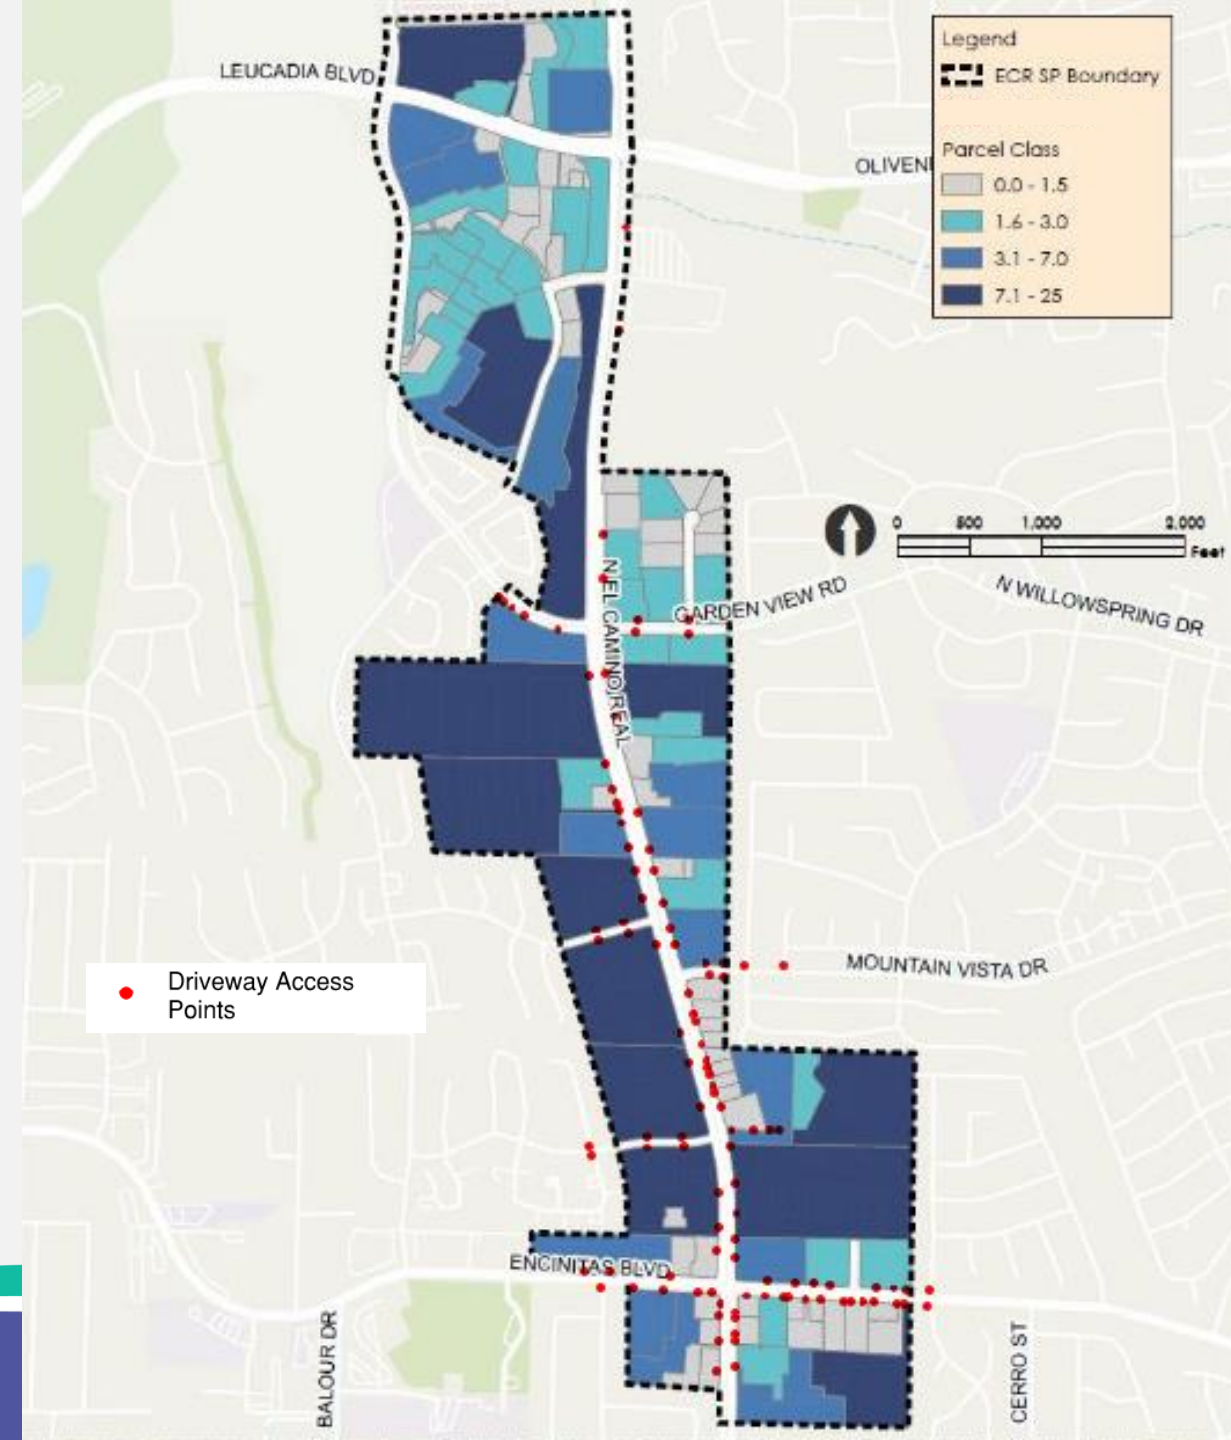 LEUCADIA BLVD
Legend
ECR SP Boundary
Parcel Class
0.0 - 1.5
1.6 - 3.0
3.1 - 7.0
7.1 - 25
0 500 1,000 2,000
Feet
N EL CAMINO REAL
GARDEN VIEW RD
N WILLOWSPRING DR
MOUNTAIN VISTA DR
Driveway Access
Points
ENCINITAS BLVD
BALOUR DR
CERRO ST